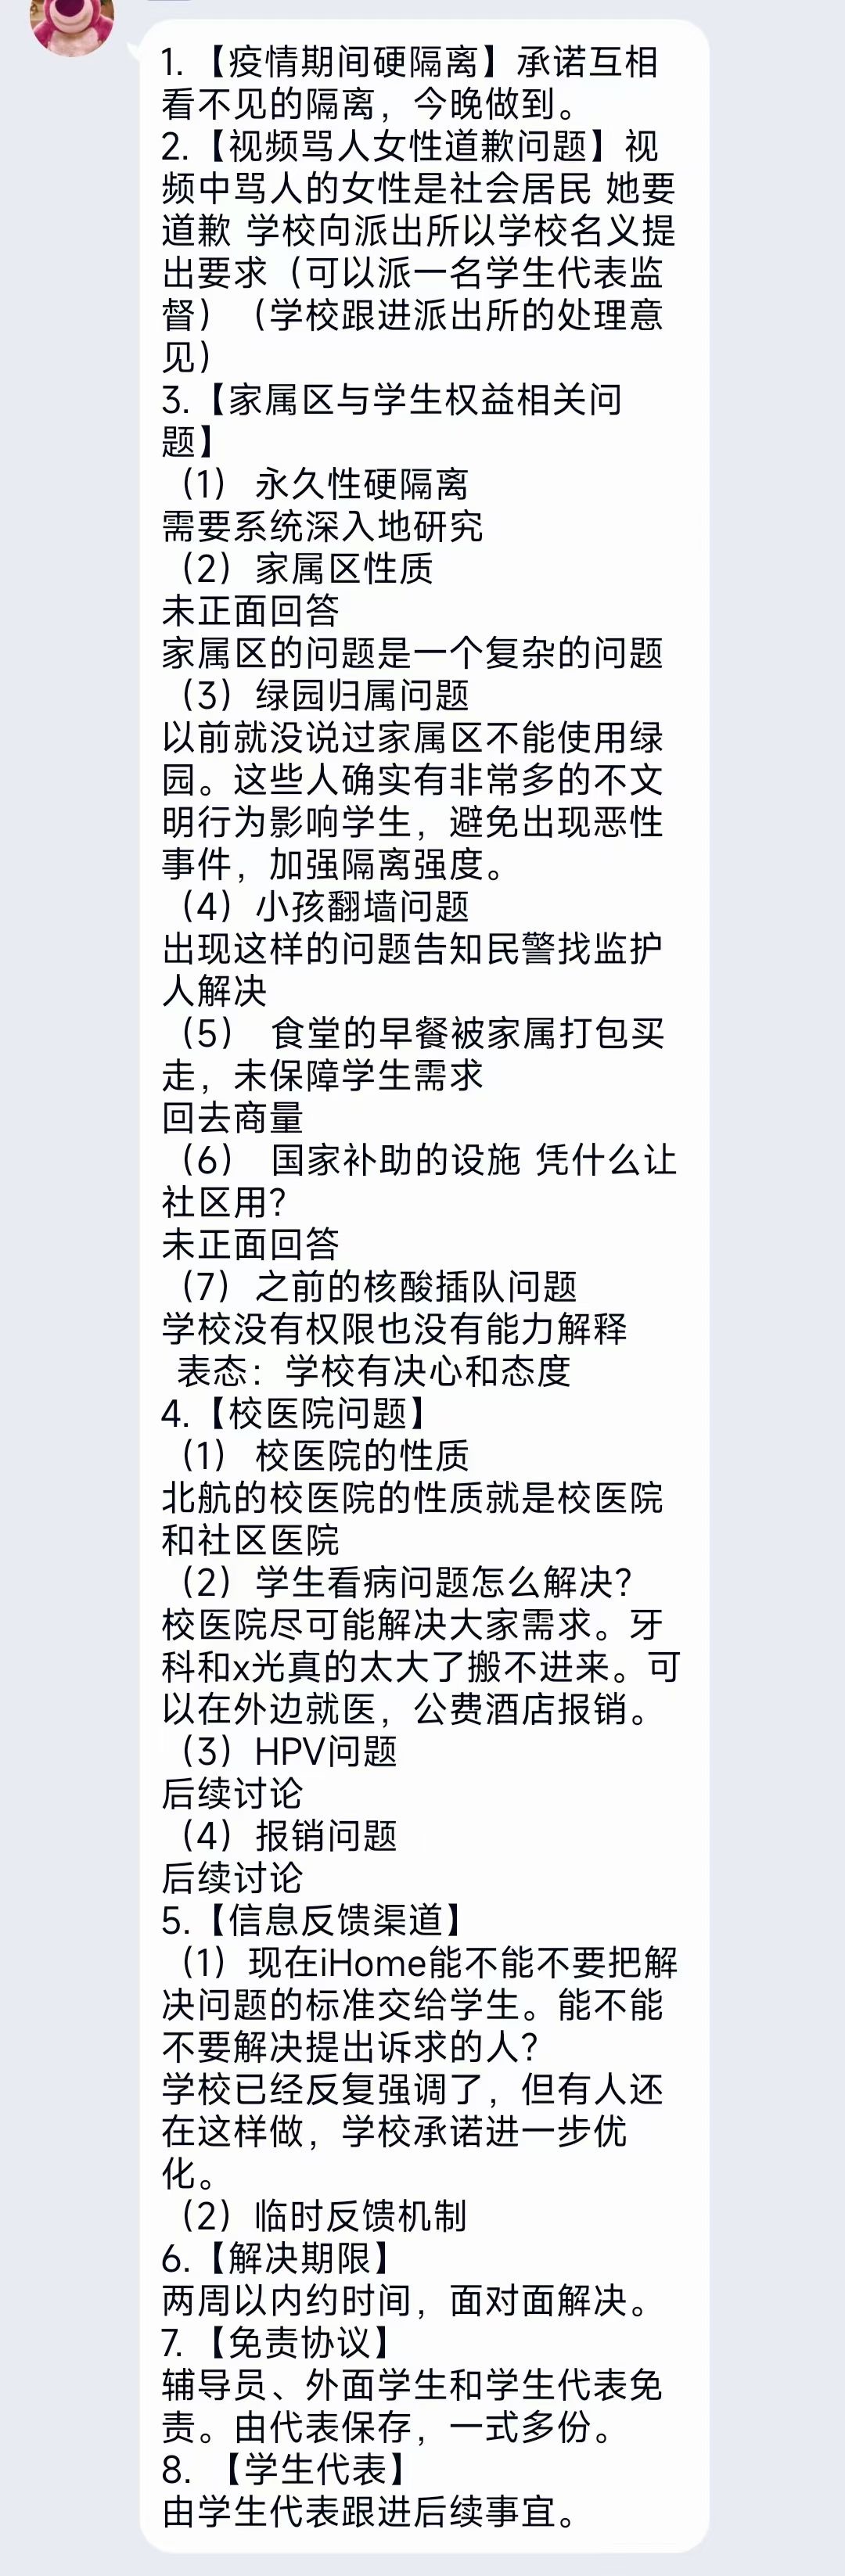 1. 【疫情期间硬隔离】承诺互相
看不见的隔离，今晚做到。
2.【视频骂人女性道歉问题】视
频中骂人的女性是社会居民 她要
道歉 学校向派出所以学校名义提
出要求（可以派一名学生代表监
督）（学校跟进派出所的处理意
见）
3.【家属区与学生权益相关问
题】
（1） 永久性硬隔离
需要系统深入地研究
（2）家属区性质
未正面回答
家属区的问题是一个复杂的问题
（3）绿园归属问题
以前就没说过家属区不能使用绿
园。这些人确实有非常多的不文
明行为影响学生，避免出现恶性
事件，加强隔离强度。
（4）小孩翻墙问题
出现这样的问题告知民警找监护
人解决
（5） 食堂的早餐被家属打包买
走，未保障学生需求
回去商量
（6） 国家补助的设施 凭什么让
社区用？
未正面回答
（7）之前的核酸插队问题
学校没有权限也没有能力解释
表态：学校有决心和态度
4.【校医院问题】
（1） 校医院的性质
北航的校医院的性质就是校医院
和社区医院
（2）学生看病问题怎么解决？
校医院尽可能解决大家需求。牙
科和x光真的太大了搬不进来。可
以在外边就医，公费酒店报销。
（3）HPV问题
后续讨论
（4）报销问题
后续讨论
5.【信息反馈渠道】
（1）现在iHome能不能不要把解
决问题的标准交给学生。能不能
不要解决提出诉求的人？
学校已经反复强调了，但有人还
在这样做，学校承诺进一步优
化。
（2）临时反馈机制
6.【解决期限】
两周以内约时间，面对面解决。
7. 【免责协议】
辅导员、外面学生和学生代表免
责。由代表保存，一式多份。
8. 【学生代表】
由学生代表跟进后续事宜。